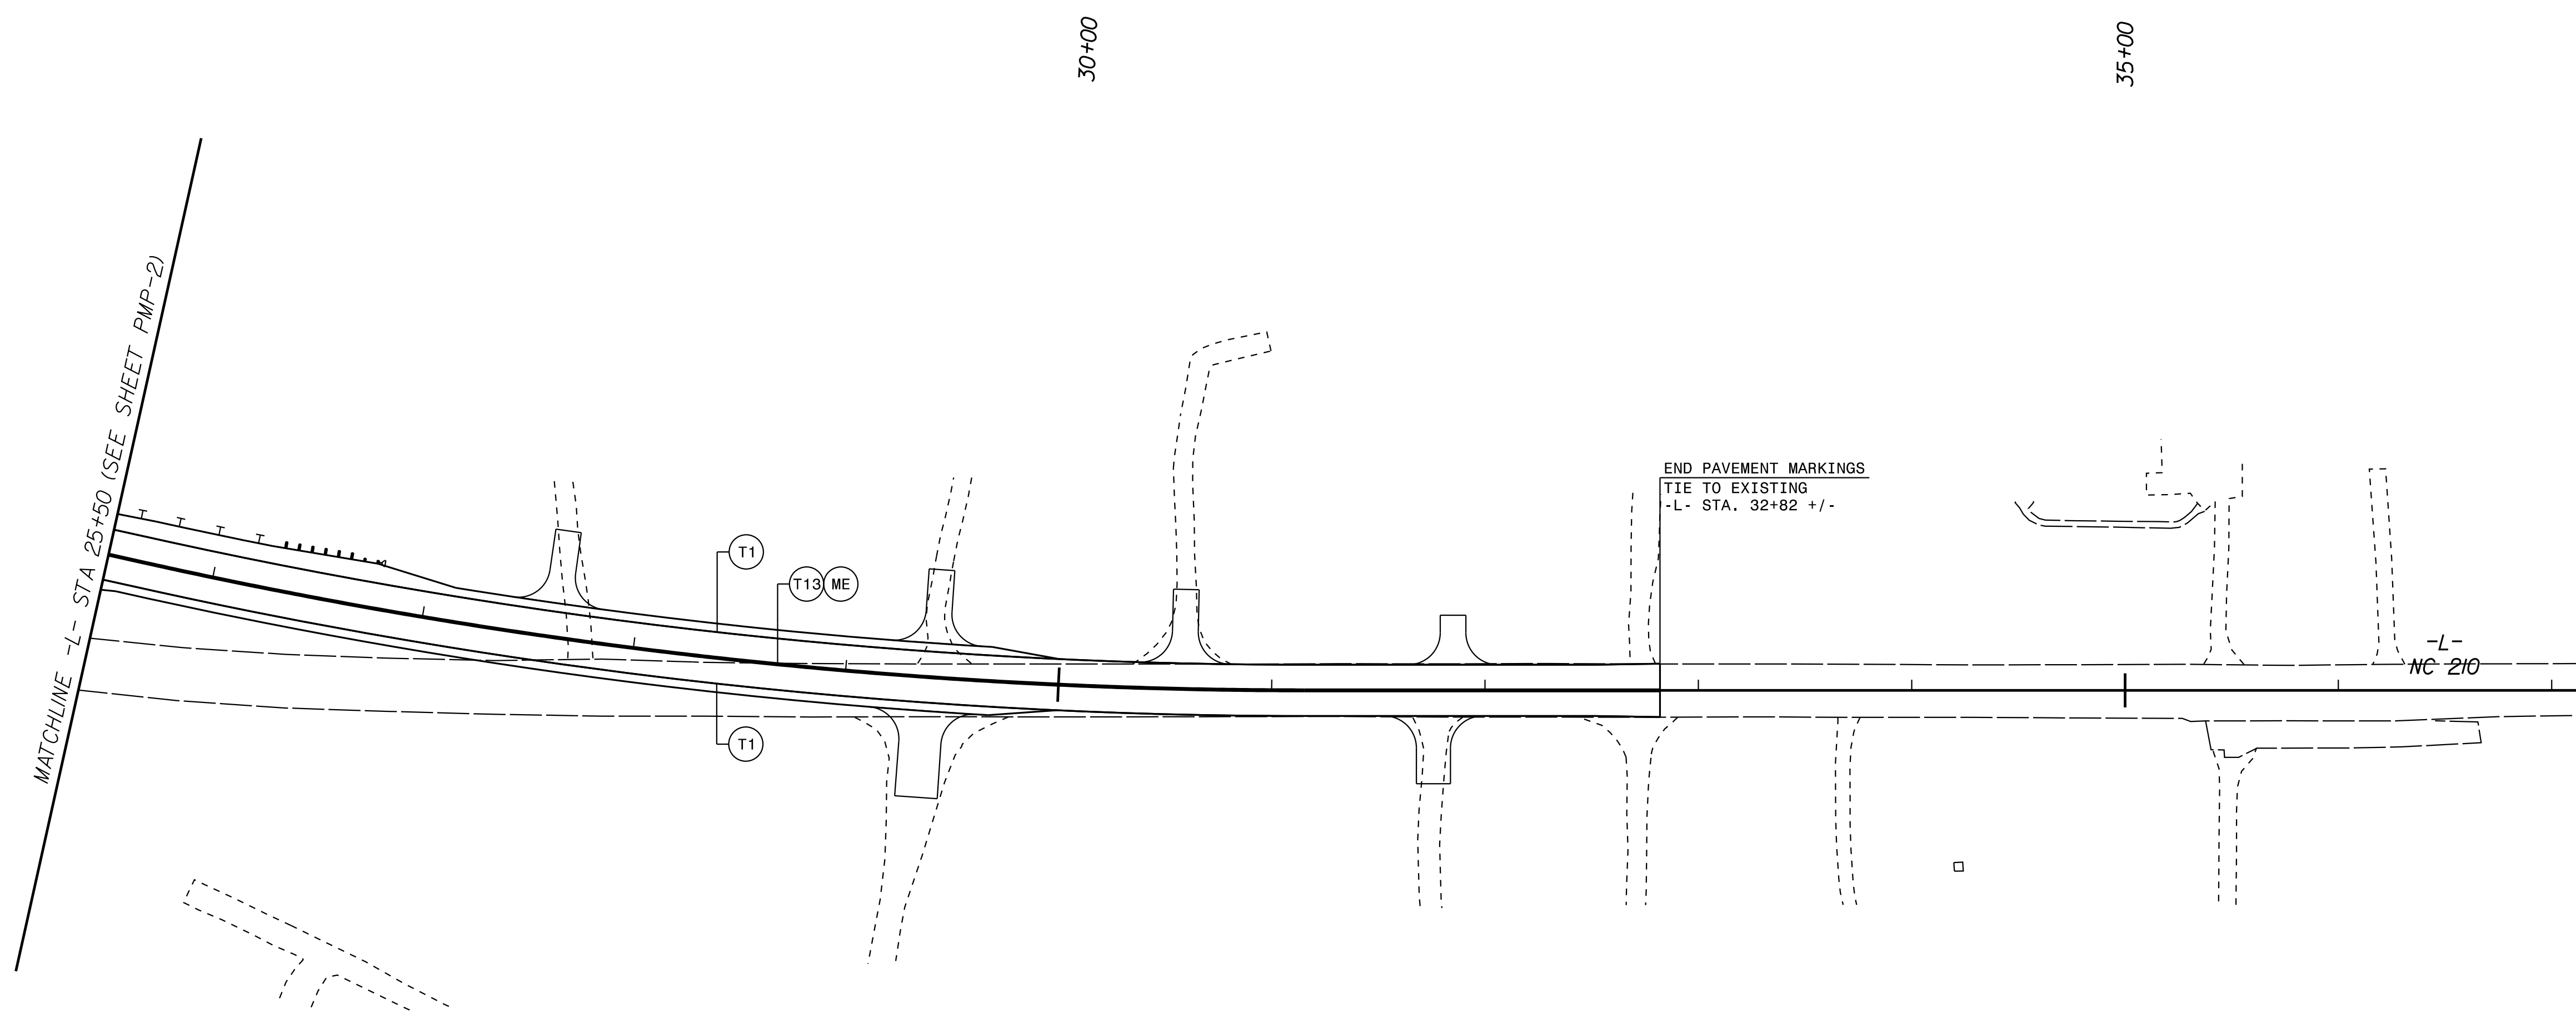 30+00
35+00
MATCHLINE -L- STA 25+50 (SEE SHEET PMP-2)
END PAVEMENT MARKINGS
TIE TO EXISTING
-L- STA. 32+82 +/-
T1
T13 ME
-L-
NC 210
T1